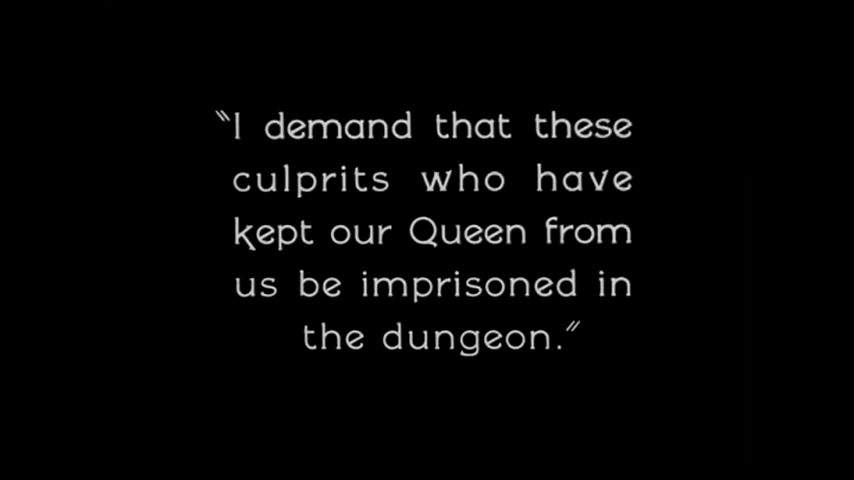 "I demand that these
culprits who have
kept our Queen from
us be imprisoned in
the dungeon."